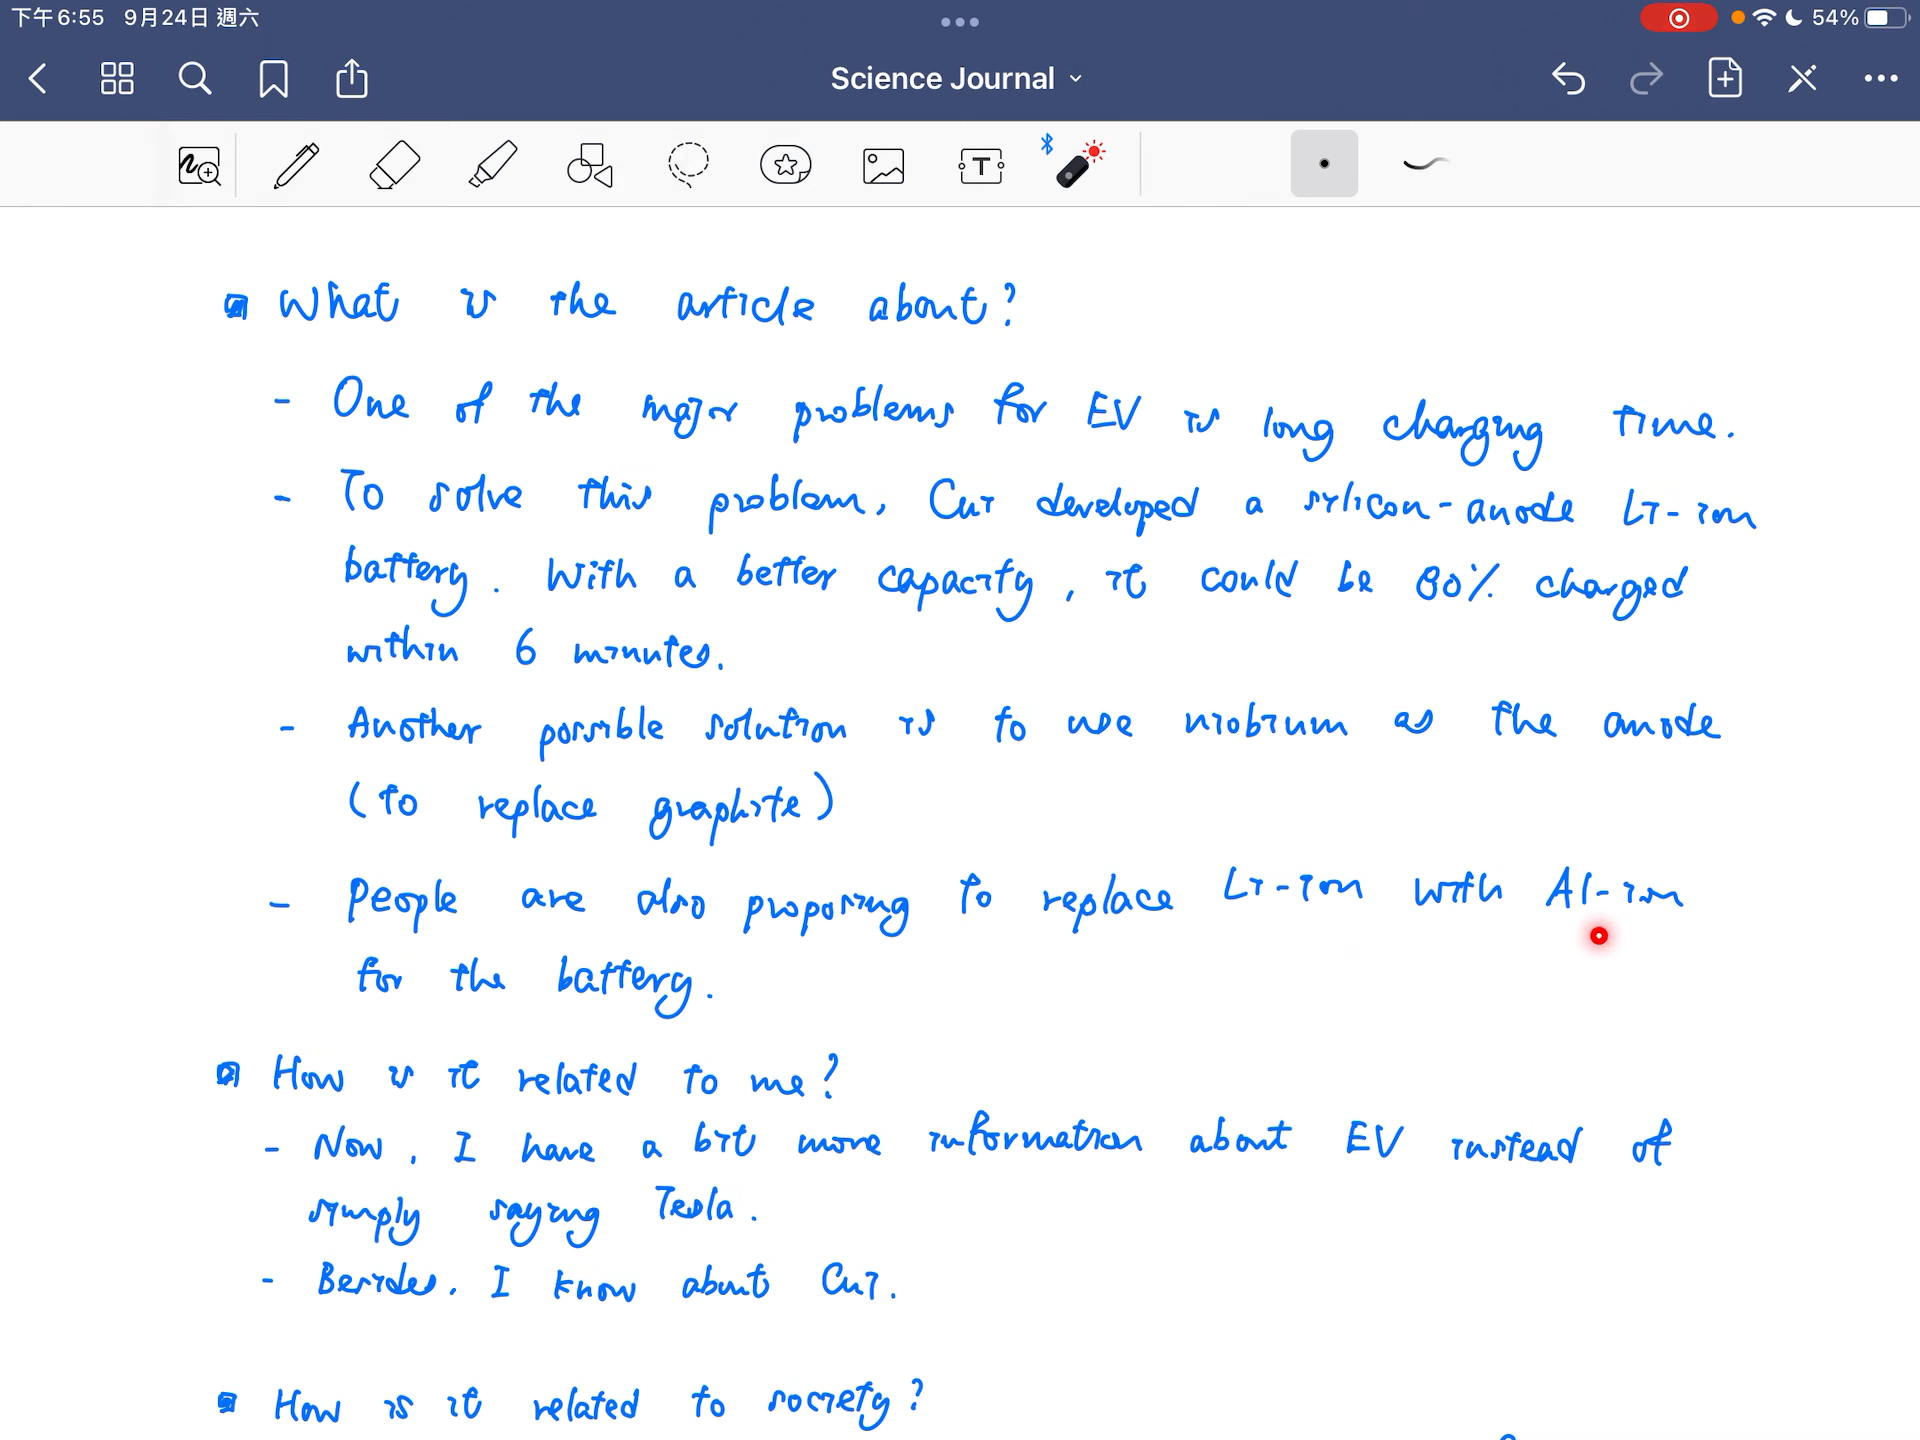 下午6:55 9月24日 週六
54%
Science Journal
T
What is the article about?
- One of the major problems for EV is long charging time.
- To solve this problem, Cui developed a silicon-anode Li-ion
battery. With a better capacity, it could be 80% charged
within 6 minutes.
- Another possible solution is to use niobium as the anode
(to replace graphite)
- People are also proposing to replace Li-ion with Al-ion
for the battery.
How is it related to me?
- Now, I have a bit more information about EV instead of
simply saying Tesla.
- Besides, I know about Cui.
How is it related to society?